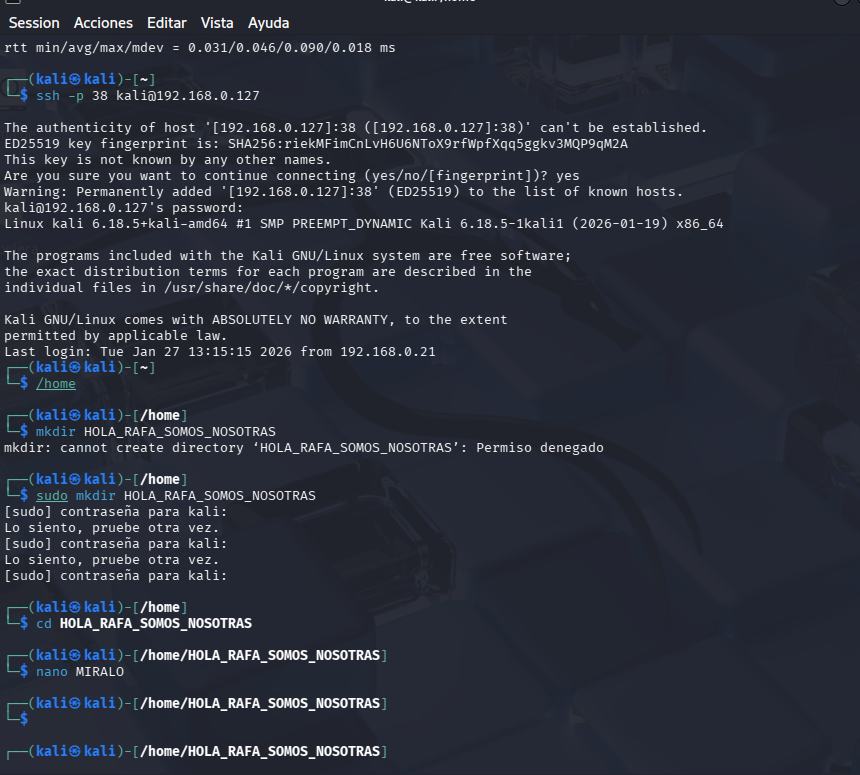 Session Acciones Editar Vista Ayuda
rtt min/avg/max/mdev = 0.031/0.046/0.090/0.018 ms
┌──(kali㉿kali)-[~]
└─$ ssh -p 38 kali@192.168.0.127
The authenticity of host '[192.168.0.127]:38 ([192.168.0.127]:38)' can't be established.
ED25519 key fingerprint is: SHA256:riekMFimCnLvH6U6NToX9rfWpfXqq5ggkv3MQP9qM2A
This key is not known by any other names.
Are you sure you want to continue connecting (yes/no/[fingerprint])? yes
Warning: Permanently added '[192.168.0.127]:38' (ED25519) to the list of known hosts.
kali@192.168.0.127's password:
Linux kali 6.18.5+kali-amd64 #1 SMP PREEMPT_DYNAMIC Kali 6.18.5-1kali1 (2026-01-19) x86_64
The programs included with the Kali GNU/Linux system are free software;
the exact distribution terms for each program are described in the
individual files in /usr/share/doc/*/copyright.
Kali GNU/Linux comes with ABSOLUTELY NO WARRANTY, to the extent
permitted by applicable law.
Last login: Tue Jan 27 13:15:15 2026 from 192.168.0.21
┌──(kali㉿kali)-[~]
└─$ /home
┌──(kali㉿kali)-[/home]
└─$ mkdir HOLA_RAFA_SOMOS_NOSOTRAS
mkdir: cannot create directory ‘HOLA_RAFA_SOMOS_NOSOTRAS’: Permiso denegado
┌──(kali㉿kali)-[/home]
└─$ sudo mkdir HOLA_RAFA_SOMOS_NOSOTRAS
[sudo] contraseña para kali:
Lo siento, pruebe otra vez.
[sudo] contraseña para kali:
Lo siento, pruebe otra vez.
[sudo] contraseña para kali:
┌──(kali㉿kali)-[/home]
└─$ cd HOLA_RAFA_SOMOS_NOSOTRAS
┌──(kali㉿kali)-[/home/HOLA_RAFA_SOMOS_NOSOTRAS]
└─$ nano MIRALO
┌──(kali㉿kali)-[/home/HOLA_RAFA_SOMOS_NOSOTRAS]
└─$
┌──(kali㉿kali)-[/home/HOLA_RAFA_SOMOS_NOSOTRAS]